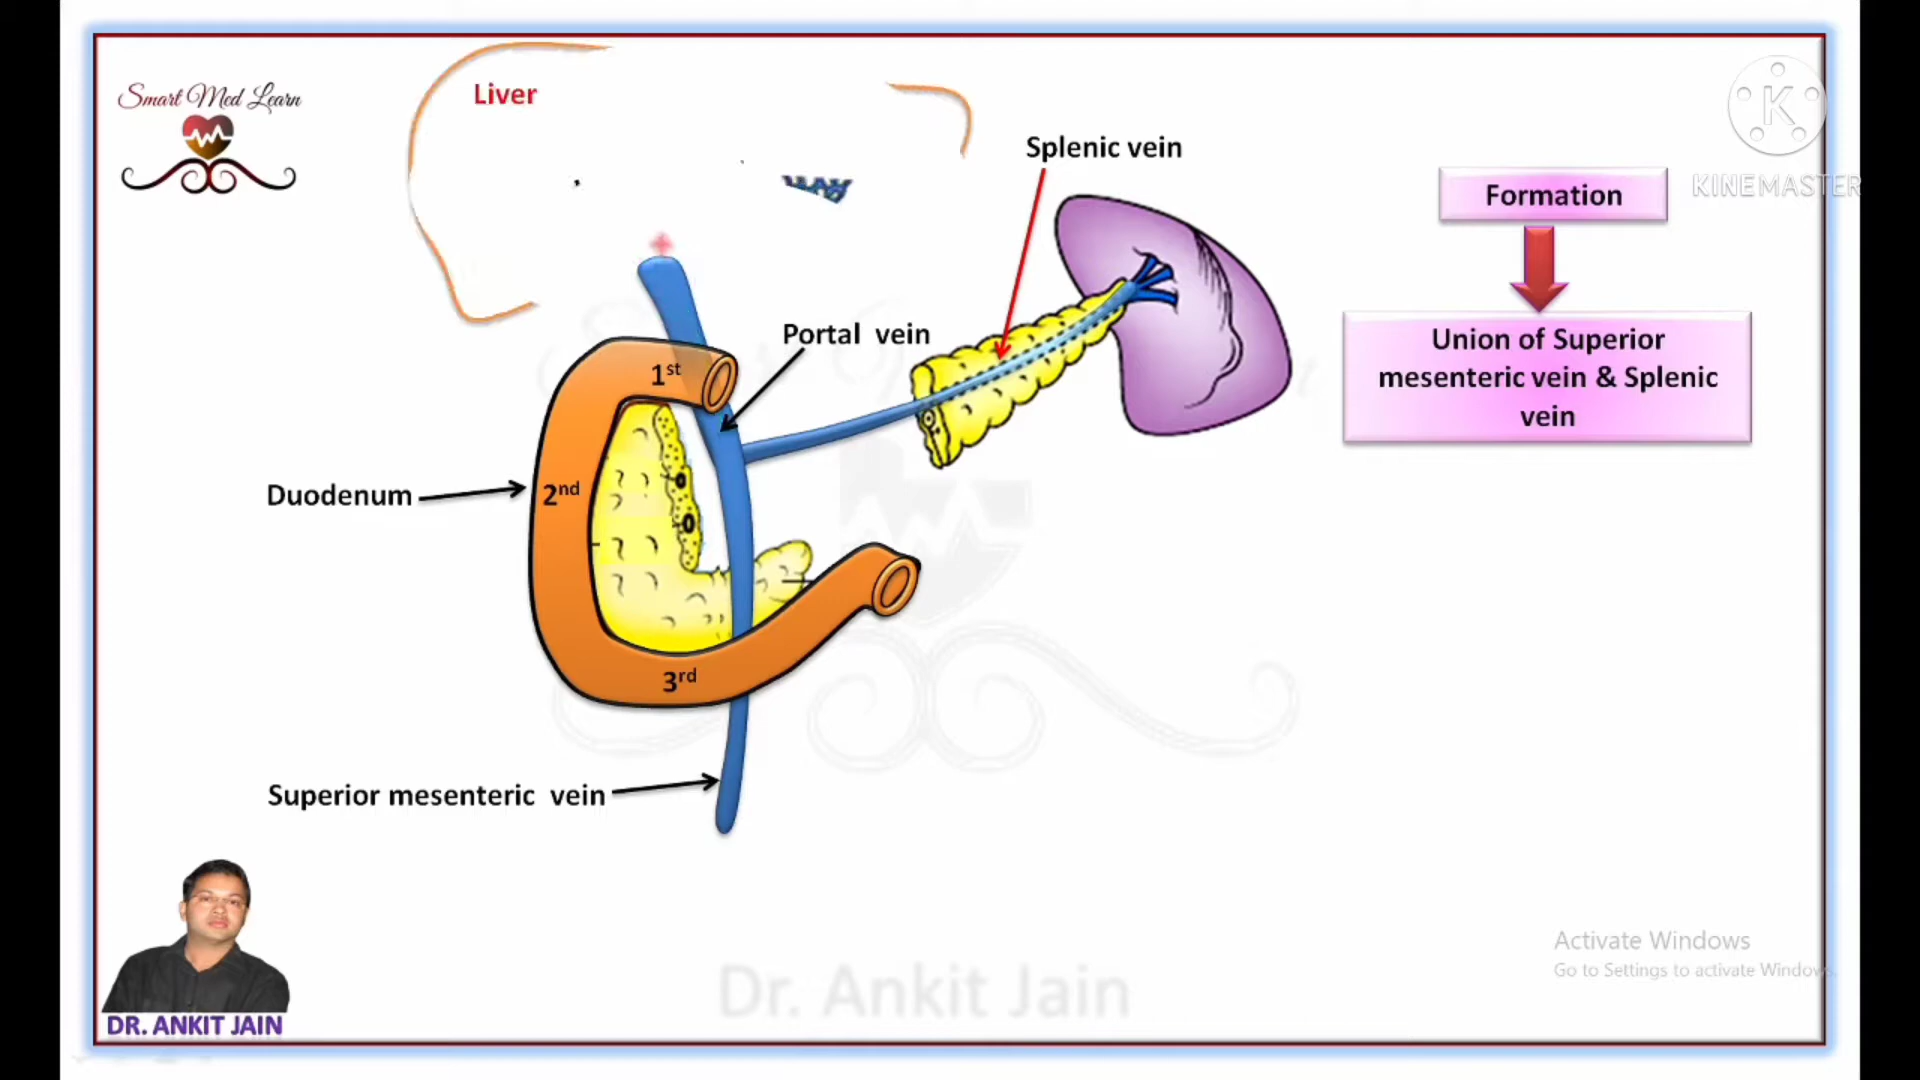 Smart Med Learn
Liver
Splenic vein
KINEMASTER
Formation
Union of Superior
mesenteric vein & Splenic
vein
Portal vein
1st
Duodenum
2nd
3rd
Superior mesenteric vein
Activate Windows
Go to Settings to activate Windows.
Dr. Ankit Jain
DR. ANKIT JAIN